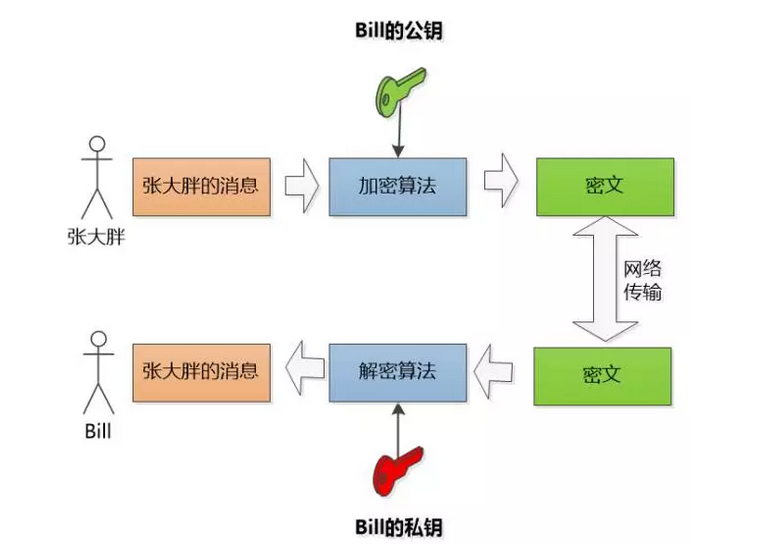 Bill的公钥
张大胖的消息
加密算法
密文
张大胖
网络
传输
张大胖的消息
解密算法
密文
Bill
Bill的私钥